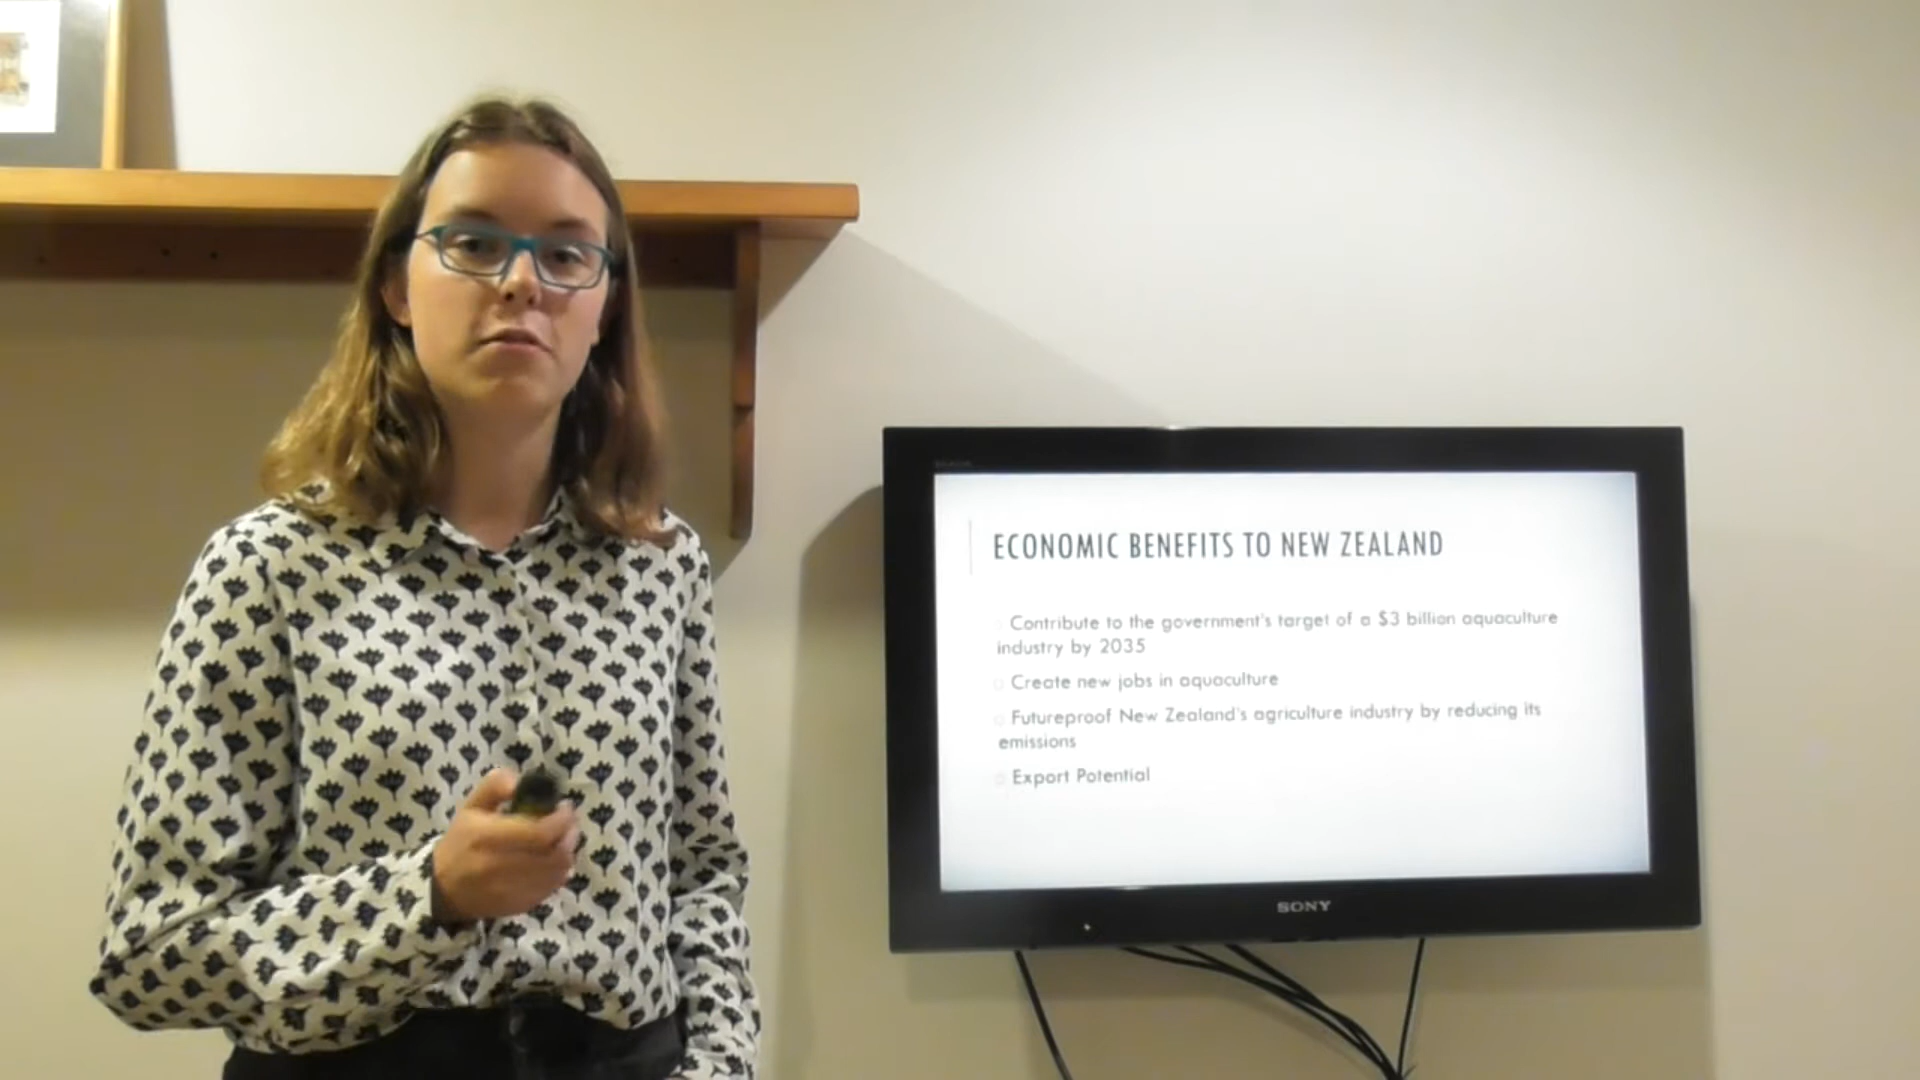 ECONOMIC BENEFITS TO NEW ZEALAND
Contribute to the government's target of a $3 billion aquaculture
industry by 2035
Create new jobs in aquaculture
Futureproof New Zealand's agriculture industry by reducing its
emissions
Export Potential
SONY